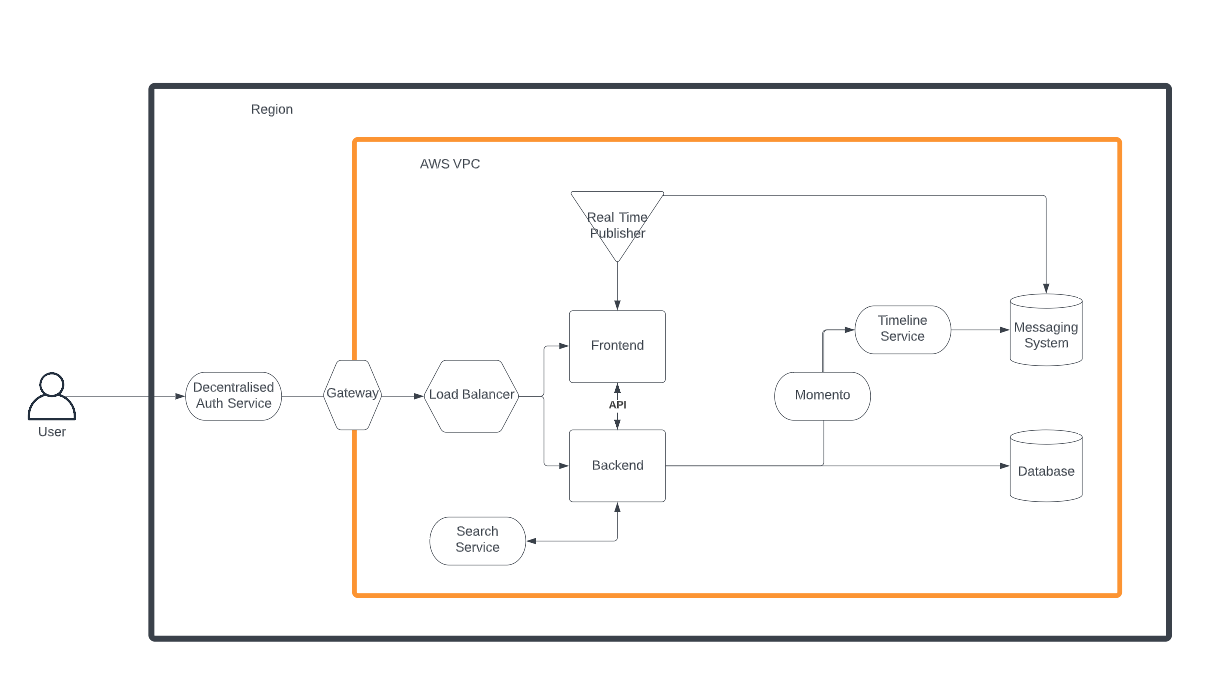 Region
AWS VPC
Real Time
Publisher
Frontend
Timeline
Service
Messaging
System
Decentralised
Auth Service
Gateway
Load Balancer
API
Momento
User
Backend
Database
Search
Service